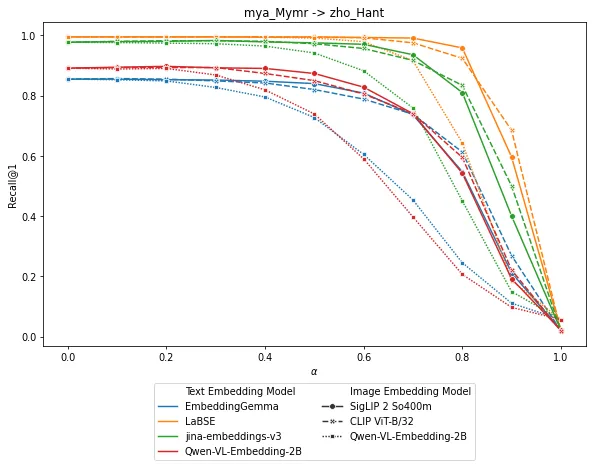 mya_Mymr -> zho_Hant
Recall@1
1.0
0.8
0.6
0.4
0.2
0.0
0.0 0.2 0.4 0.6 0.8 1.0
α
Text Embedding Model
EmbeddingGemma
LaBSE
jina-embeddings-v3
Qwen-VL-Embedding-2B
Image Embedding Model
SigLIP 2 So400m
CLIP ViT-B/32
Qwen-VL-Embedding-2B